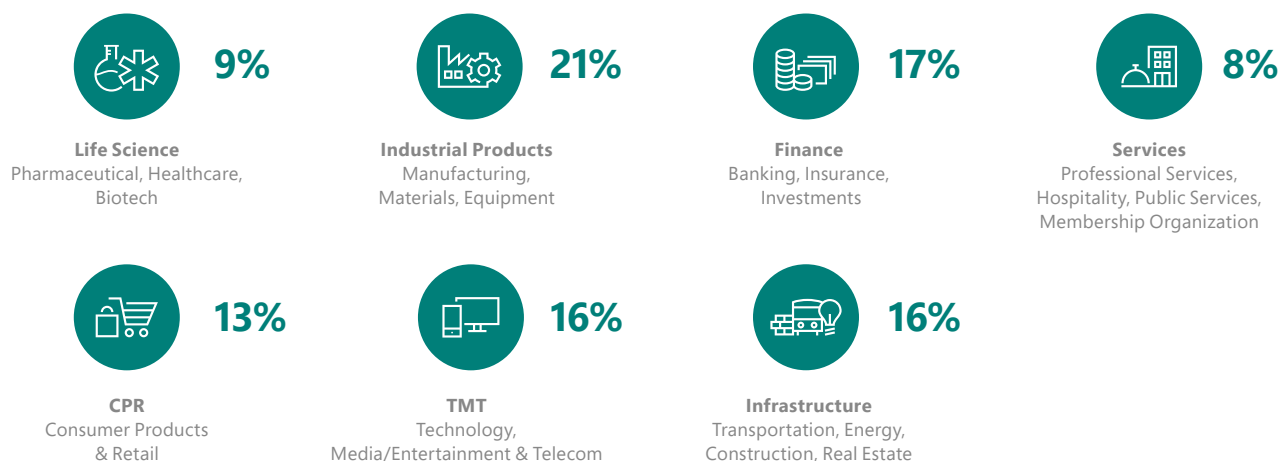 9%
Life Science
Pharmaceutical, Healthcare,
Biotech
21%
Industrial Products
Manufacturing,
Materials, Equipment
17%
Finance
Banking, Insurance,
Investments
8%
Services
Professional Services,
Hospitality, Public Services,
Membership Organization
13%
CPR
Consumer Products
& Retail
16%
TMT
Technology,
Media/Entertainment & Telecom
16%
Infrastructure
Transportation, Energy,
Construction, Real Estate